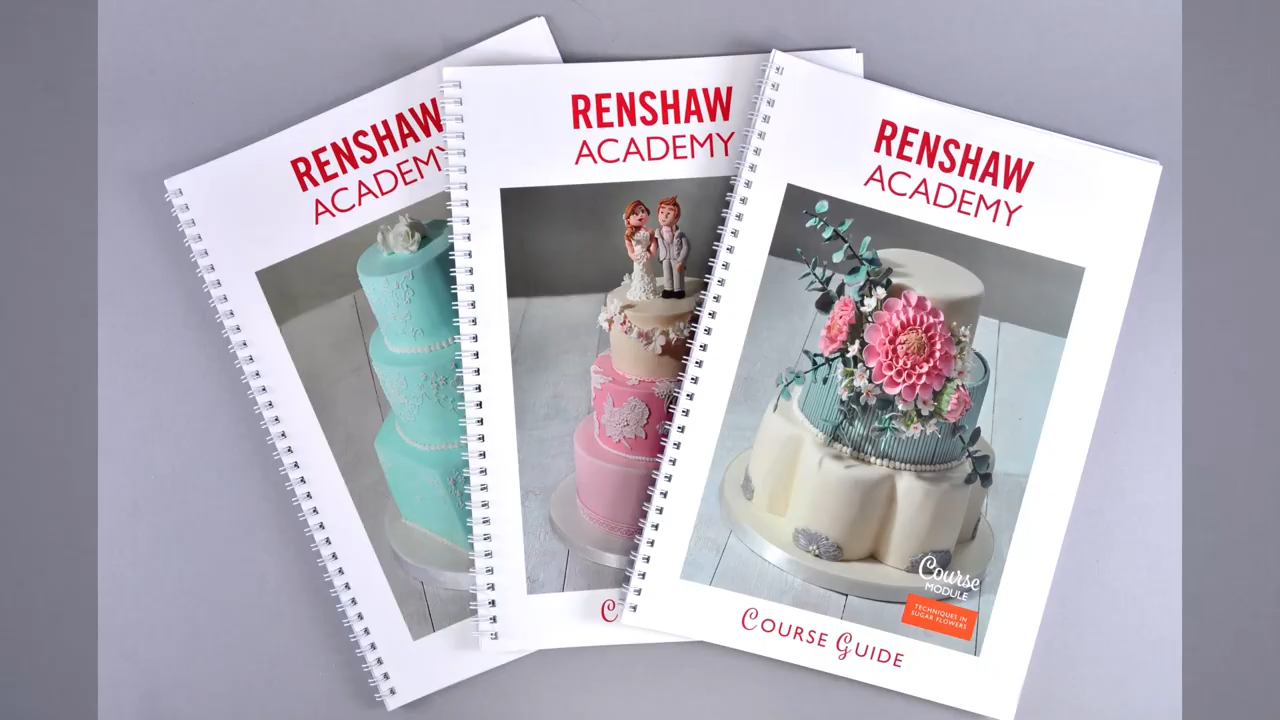 RENSHAW
ACADEMY
RENSHAW
ACADEMY
C
RENSHAW
ACADEMY
Course
MODULE
TECHNIQUES IN
SUGAR FLOWERS
COURSE GUIDE